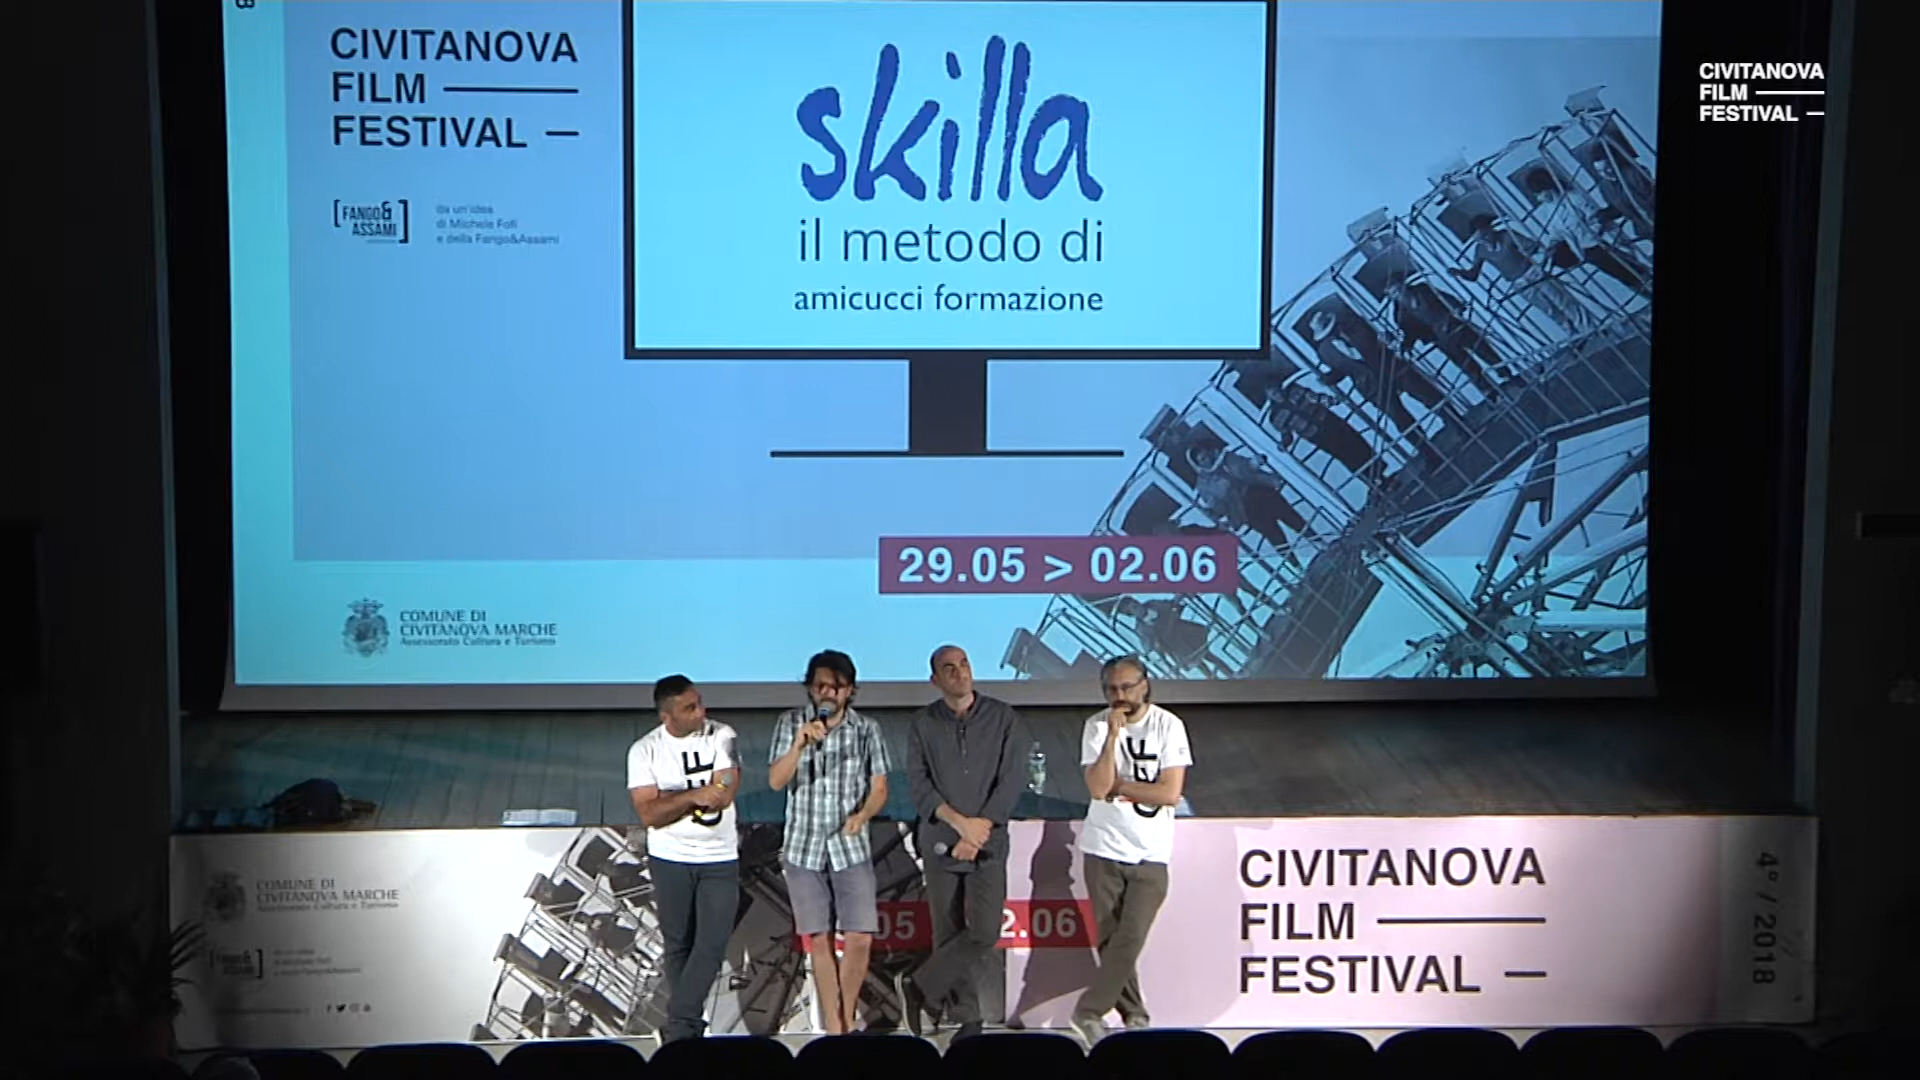 CIVITANOVA
FILM
FESTIVAL
FANGO&
ASSAMI
da un'idea
di Michele Fofi
e della Fango&Assami
skilla
il metodo di
amicucci formazione
CIVITANOVA
FILM
FESTIVAL
29.05 > 02.06
COMUNE DI
CIVITANOVA MARCHE
Assessorato Cultura e Turismo
COMUNE DI
CIVITANOVA MARCHE
Assessorato Cultura e Turismo
05
2.06
CIVITANOVA
FILM
FESTIVAL
4° / 2018